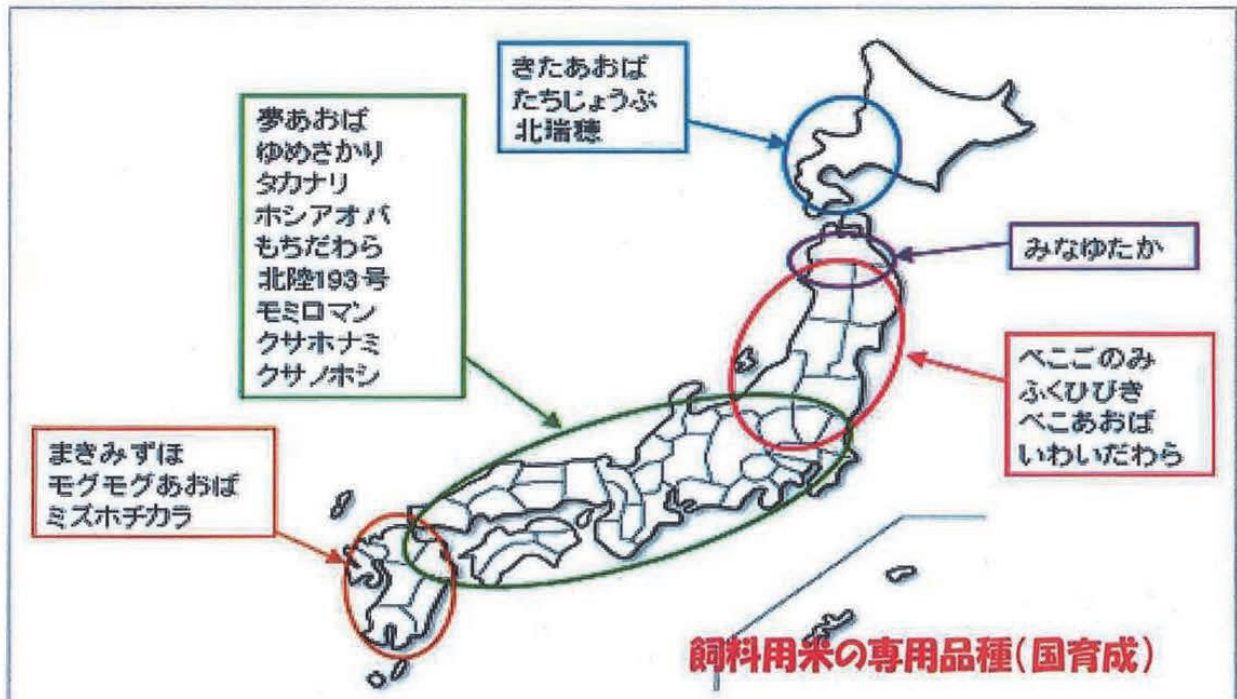 きたあおば
たちじょうぶ
北瑞穂
夢あおば
ゆめさかり
タカナリ
ホシアオバ
もちだわら
北陸193号
モミロマン
クサホナミ
クサノホシ
みなゆたか
べこごのみ
ふくひびき
べこあおば
いわいだわら
まきみずほ
モグモグあおば
ミズホチカラ
飼料用米の専用品種(国育成)